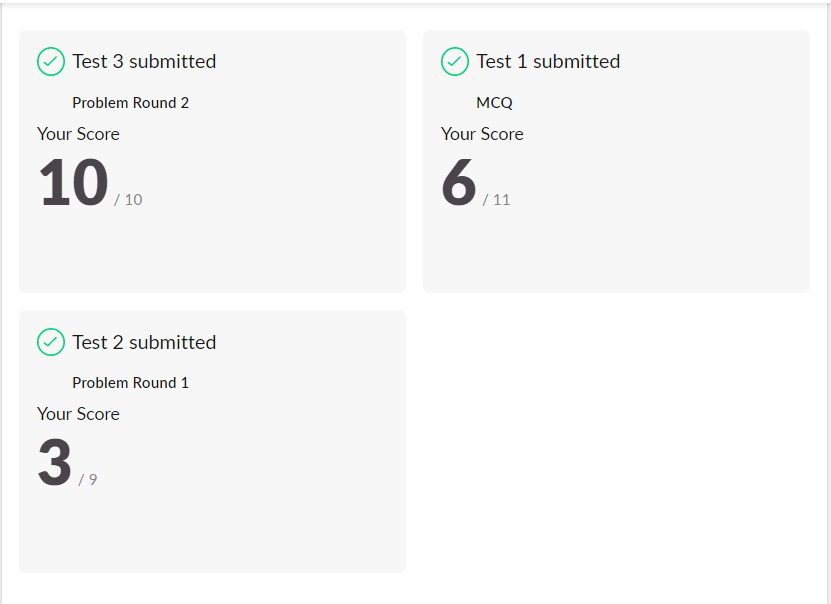 Test 3 submitted
Problem Round 2
Your Score
10 / 10
Test 1 submitted
MCQ
Your Score
6 / 11
Test 2 submitted
Problem Round 1
Your Score
3 / 9